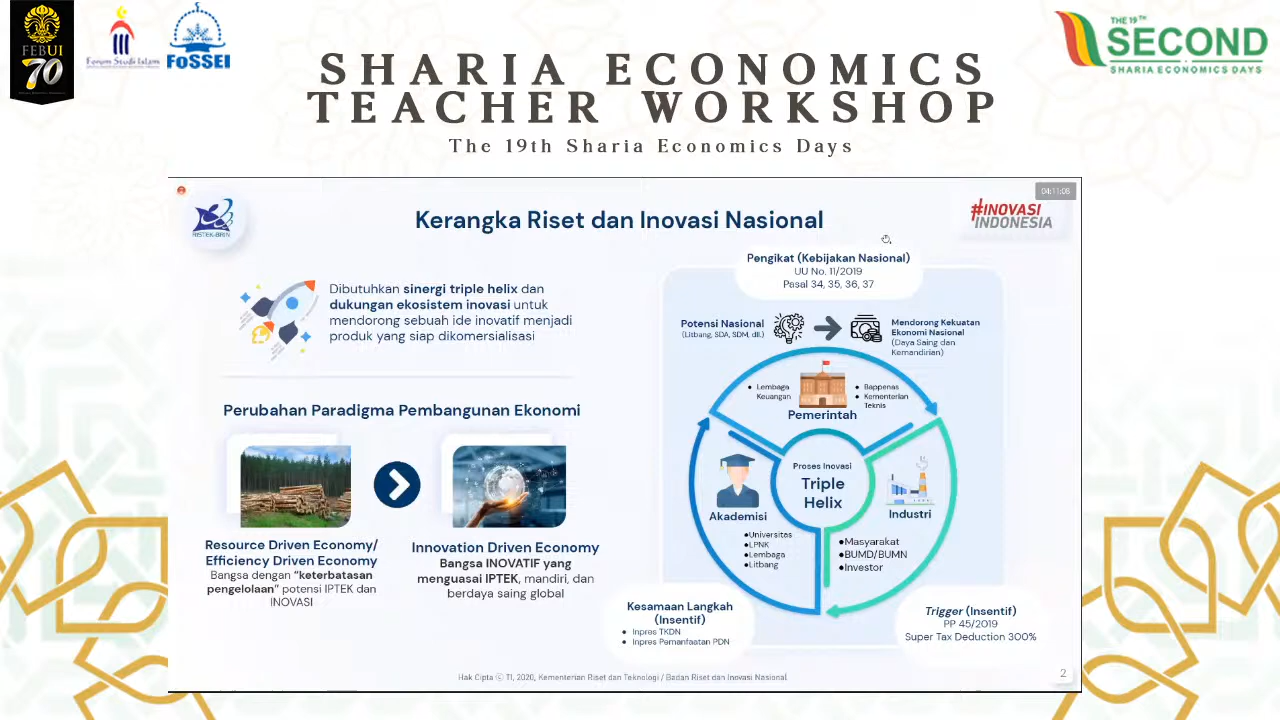 FEBUI
70
Forum Studi Islam
FoSSEI
THE 19TH
SECOND
SHARIA ECONOMICS DAYS
SHARIA ECONOMICS
TEACHER WORKSHOP
The 19th Sharia Economics Days
04:11:08
RISTEK-BRIN
Kerangka Riset dan Inovasi Nasional
#INOVASI
INDONESIA
Dibutuhkan sinergi triple helix dan
dukungan ekosistem inovasi untuk
mendorong sebuah ide inovatif menjadi
produk yang siap dikomersialisasi
Perubahan Paradigma Pembangunan Ekonomi
Resource Driven Economy/
Efficiency Driven Economy
Bangsa dengan “keterbatasan
pengelolaan” potensi IPTEK dan
INOVASI
Innovation Driven Economy
Bangsa INOVATIF yang
menguasai IPTEK, mandiri, dan
berdaya saing global
Pengikat (Kebijakan Nasional)
UU No. 11/2019
Pasal 34, 35, 36, 37
Potensi Nasional
(Litbang, SDA, SDM, dll.)
Mendorong Kekuatan
Ekonomi Nasional
(Daya Saing dan
Kemandirian)
● Lembaga
Keuangan
● Bappenas
● Kementerian
Teknis
Pemerintah
Proses Inovasi
Triple
Helix
Akademisi
●Universitas
●LPNK
●Lembaga
●Litbang
Industri
●Masyarakat
●BUMD/BUMN
●Investor
Kesamaan Langkah
(Insentif)
● Inpres TKDN
● Inpres Pemanfaatan PDN
Trigger (Insentif)
PP 45/2019
Super Tax Deduction 300%
Hak Cipta © TI, 2020, Kementerian Riset dan Teknologi / Badan Riset dan Inovasi Nasional
2